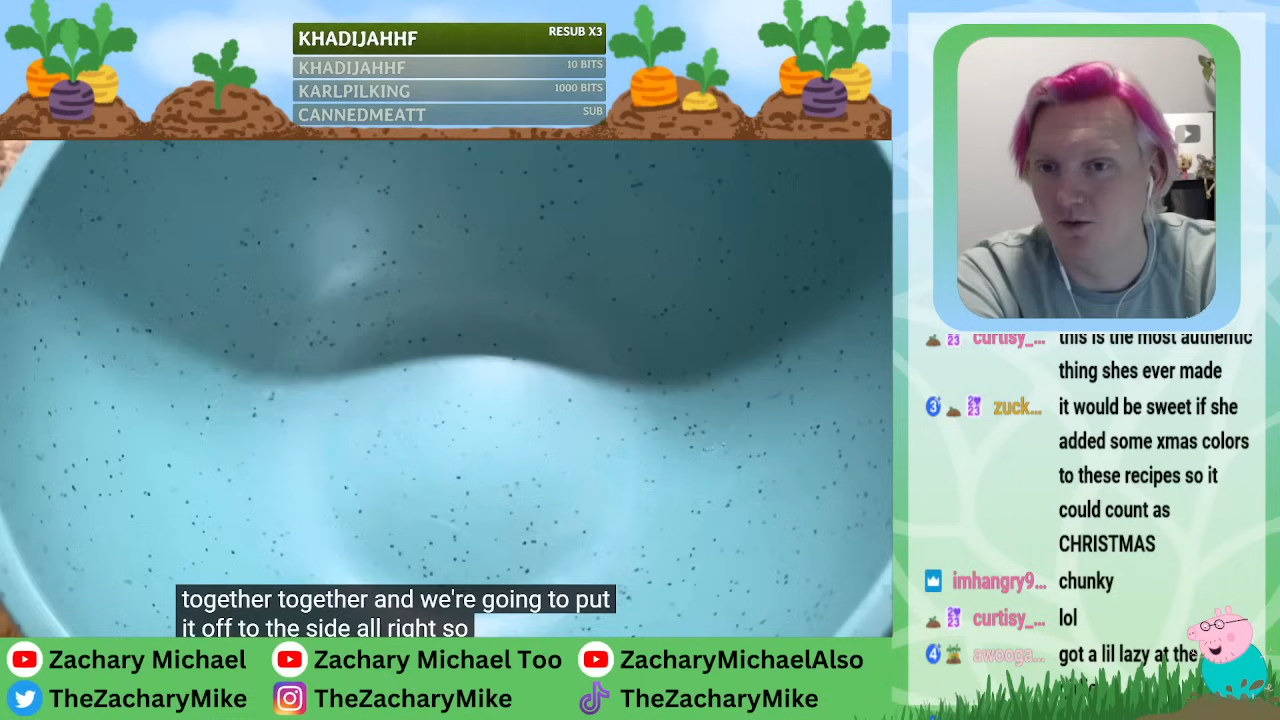 KHADIJAHHF RESUB X3
KHADIJAHHF 10 BITS
KARLPILKING 1000 BITS
CANNEDMEATT SUB
together together and we're going to put
it off to the side all right so
curtisy_... this is the most authentic
thing shes ever made
3 23 zuck... it would be sweet if she
added some xmas colors
to these recipes so it
could count as
CHRISTMAS
imhangry9... chunky
23 curtisy_... lol
4 awooga... got a lil lazy at the
Zachary Michael Zachary Michael Too ZacharyMichaelAlso
TheZacharyMike TheZacharyMike TheZacharyMike